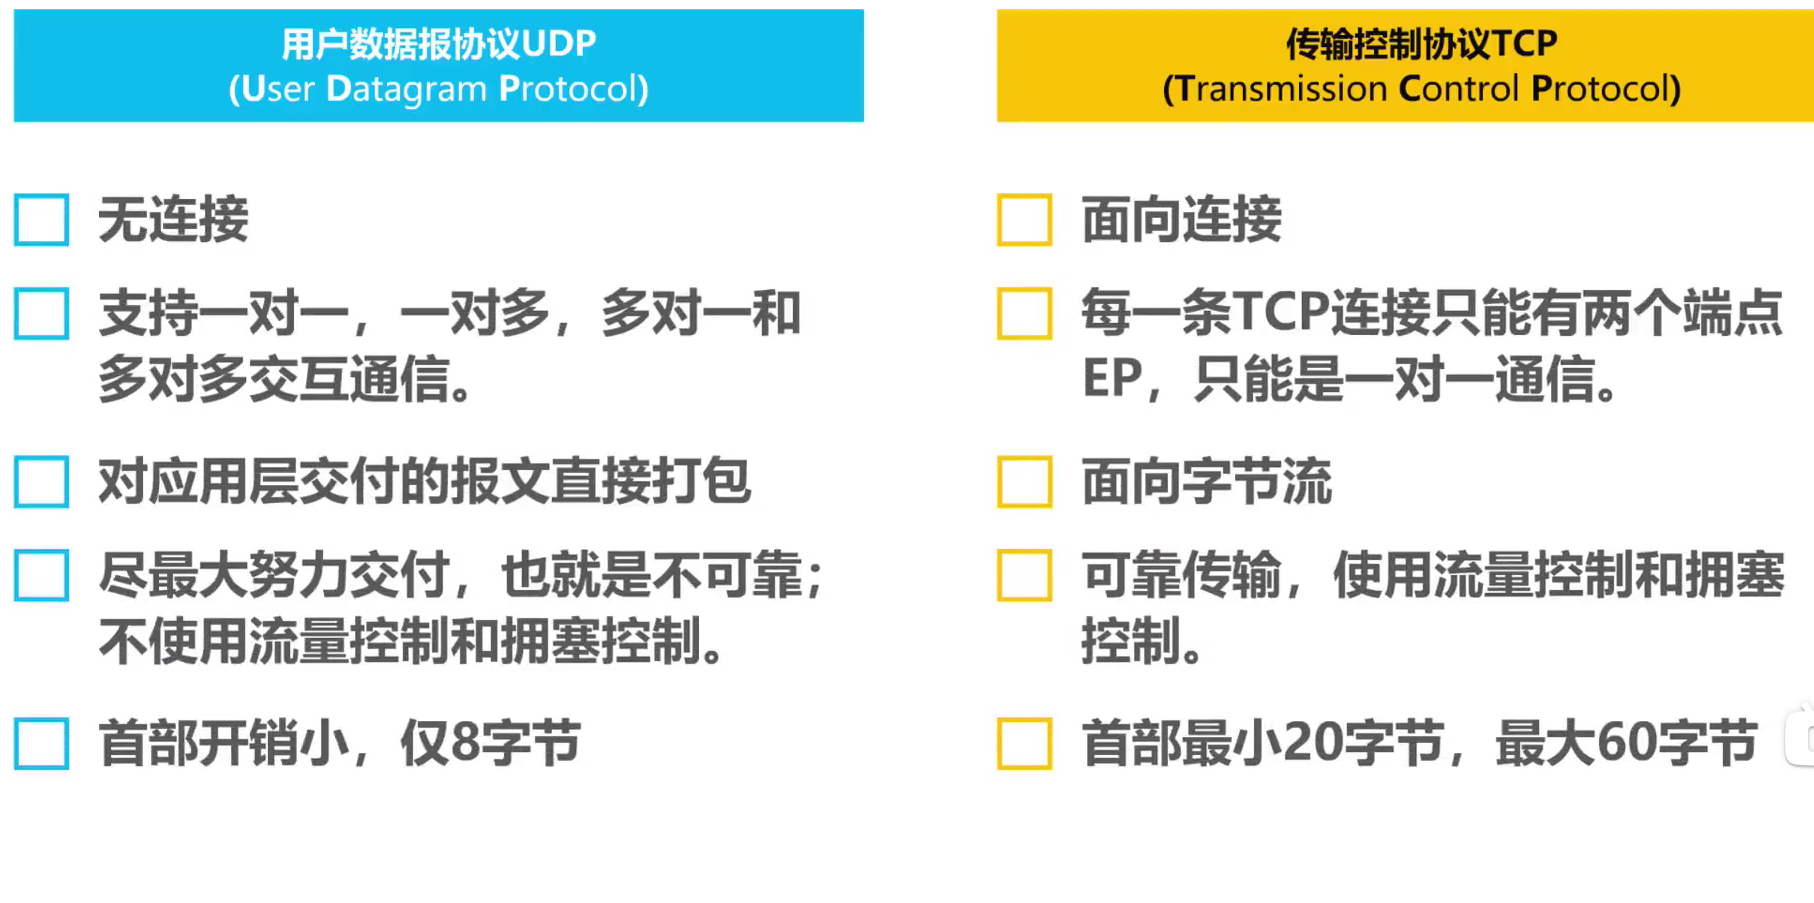 用户数据报协议UDP
(User Datagram Protocol)
无连接
支持一对一，一对多，多对一和
多对多交互通信。
对应用层交付的报文直接打包
尽最大努力交付，也就是不可靠；
不使用流量控制和拥塞控制。
首部开销小，仅8字节
传输控制协议TCP
(Transmission Control Protocol)
面向连接
每一条TCP连接只能有两个端点
EP，只能是一对一通信。
面向字节流
可靠传输，使用流量控制和拥塞
控制。
首部最小20字节，最大60字节